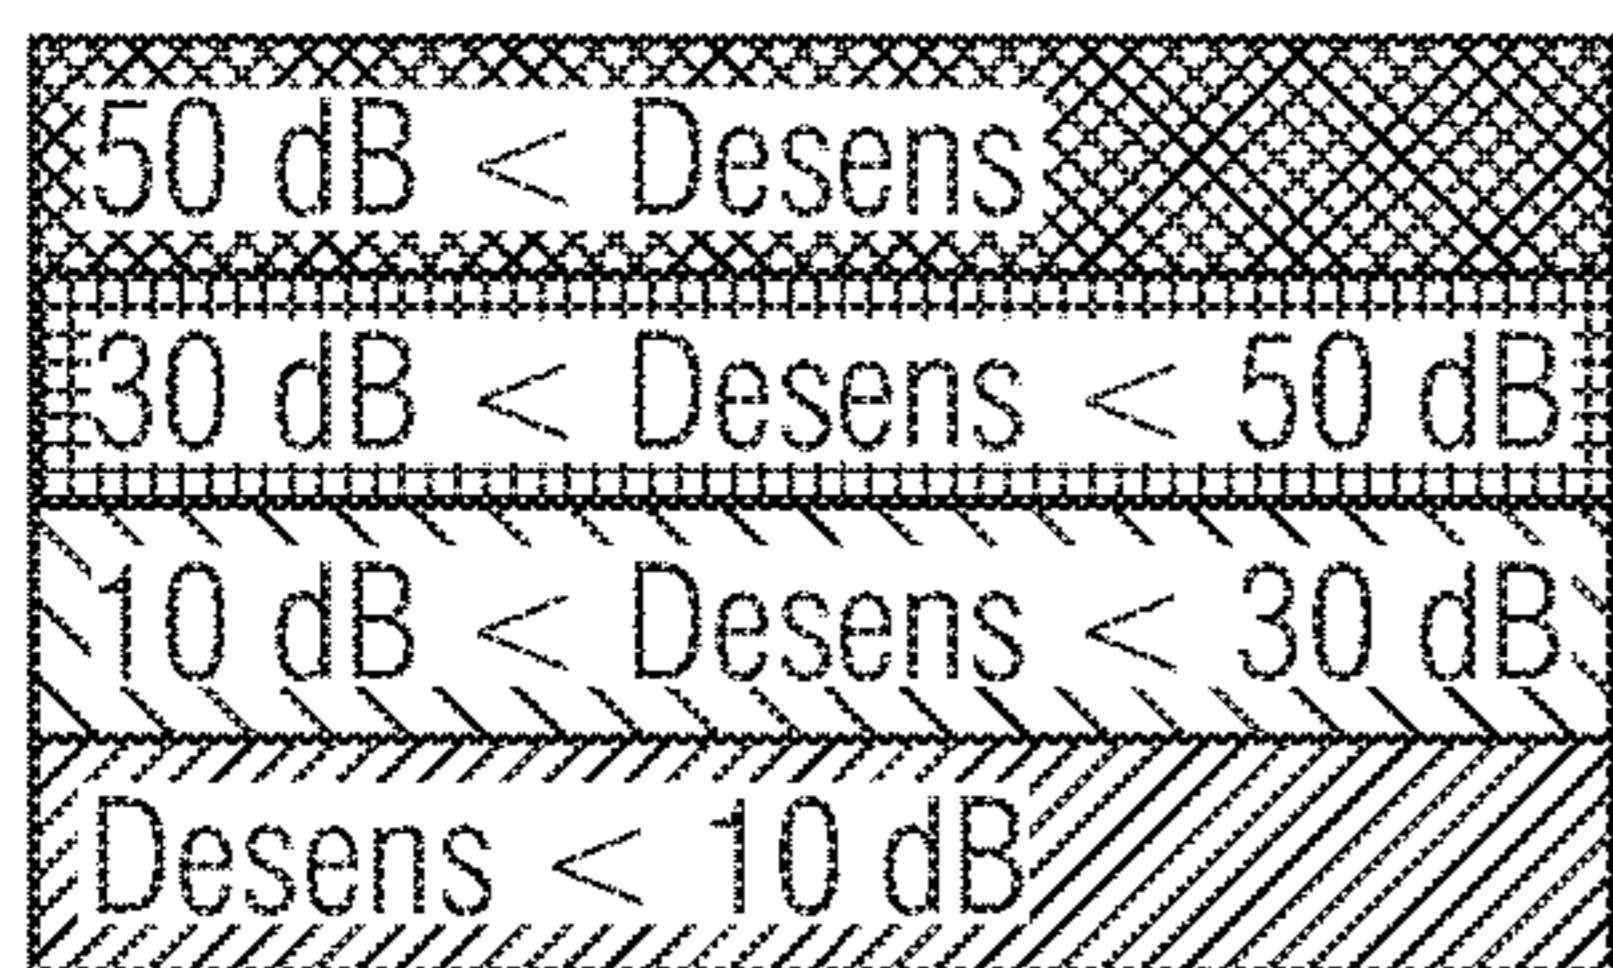 50 dB < Desens
30 dB < Desens < 50 dB
10 dB < Desens < 30 dB
Desens < 10 dB